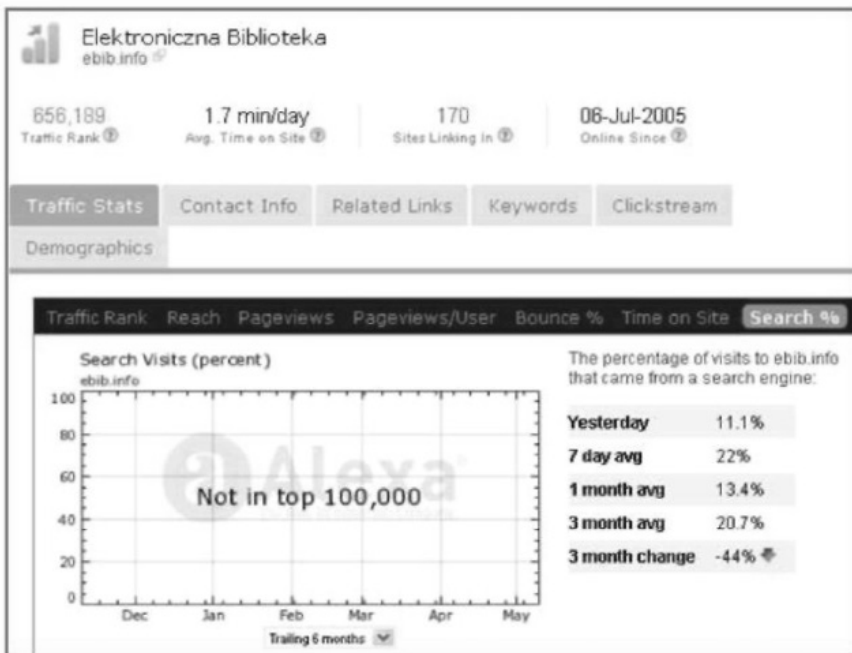 Elektroniczna Biblioteka
ebib.info
656,189 1.7 min/day 170 06-Jul-2005
Traffic Rank Avg. Time on Site Sites Linking In Online Since
Traffic Stats Contact Info Related Links Keywords Clickstream
Demographics
Traffic Rank Reach Pageviews Pageviews/User Bounce % Time on Site Search %
Search Visits (percent)
ebib.info
The percentage of visits to ebib.info
that came from a search engine:
100
80
60
40
20
0
Alexa
Not in top 100,000
Dec Jan Feb Mar Apr May
Trailing 6 months
Yesterday 11.1%
7 day avg 22%
1 month avg 13.4%
3 month avg 20.7%
3 month change -44%